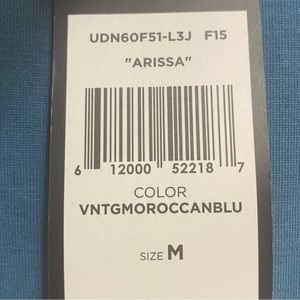 UDN60F51-L3J F15
"ARISSA"
6 12000 52218 7
COLOR
VNTGMOROCCANBLU
SIZE M